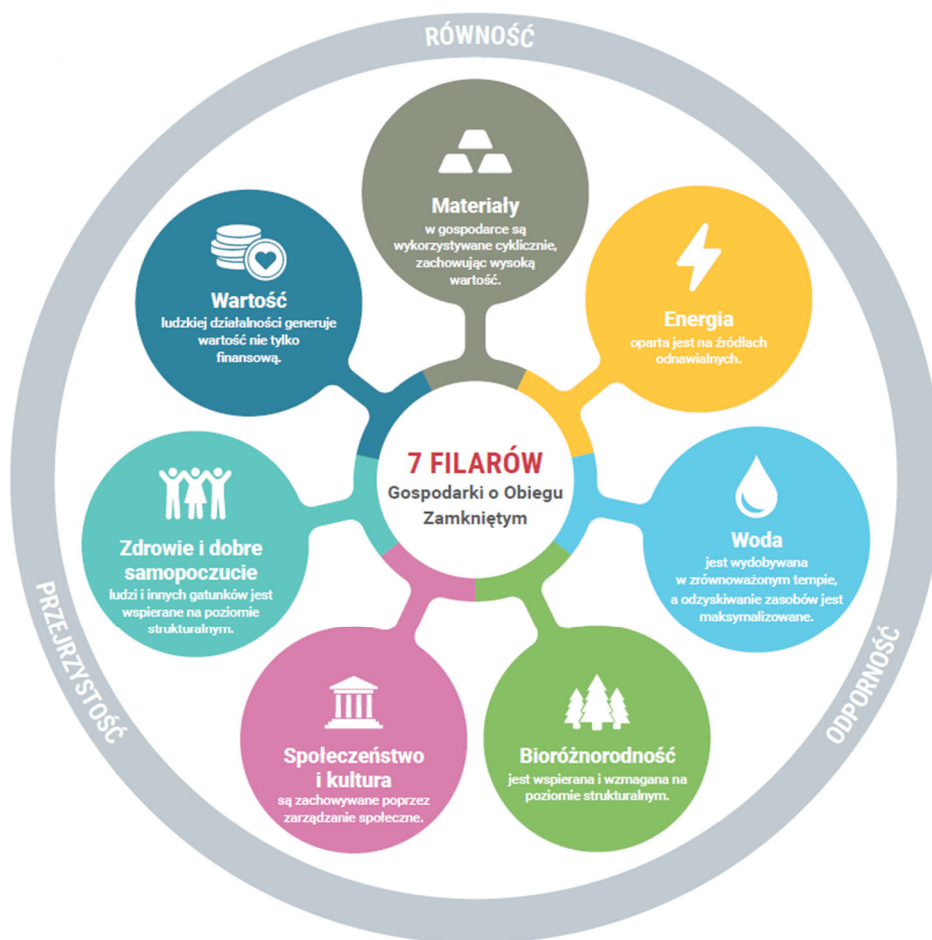 RÓWNOŚĆ
Materiały
w gospodarce są
wykorzystywane cyklicznie,
zachowując wysoką
wartość.
Energia
oparta jest na źródłach
odnawialnych.
Woda
jest wydobywana
w zrównoważonym tempie,
a odzyskiwanie zasobów jest
maksymalizowane.
Bioróżnorodność
jest wspierana i wzmagana na
poziomie strukturalnym.
Społeczeństwo
i kultura
są zachowywane poprzez
zarządzanie społeczne.
Zdrowie i dobre
samopoczucie
ludzi i innych gatunków jest
wspierane na poziomie
strukturalnym.
Wartość
ludzkiej działalności generuje
wartość nie tylko
finansową.
7 FILARÓW
Gospodarki o Obiegu
Zamkniętym
ODPORNOŚĆ
PRZEJRZYSTOŚĆ